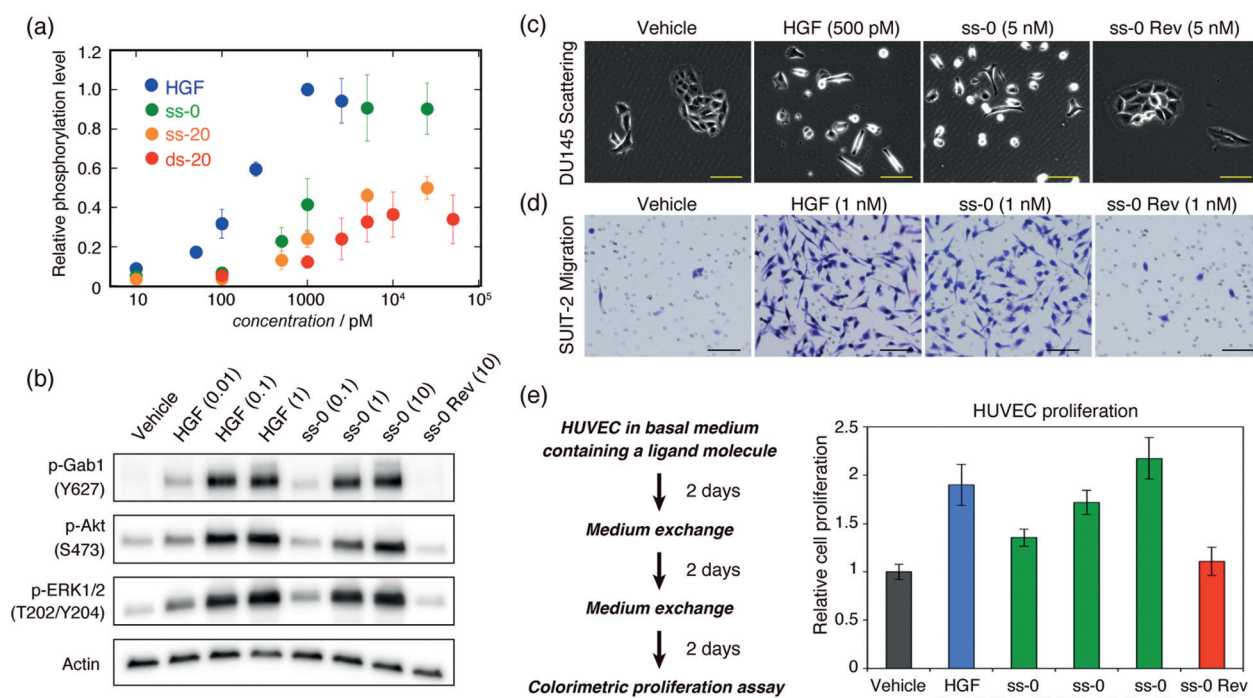 (a)
Relative phosphorylation level
1.2
1.0
0.8
0.6
0.4
0.2
0
HGF
ss-0
ss-20
ds-20
10
100
1000
10⁴
10⁵
concentration / pM
(b)
Vehicle
HGF (0.01)
HGF (0.1)
HGF (1)
ss-0 (0.1)
ss-0 (1)
ss-0 (10)
ss-0 Rev (10)
p-Gab1
(Y627)
p-Akt
(S473)
p-ERK1/2
(T202/Y204)
Actin
(c)
Vehicle
HGF (500 pM)
ss-0 (5 nM)
ss-0 Rev (5 nM)
DU145 Scattering
(d)
Vehicle
HGF (1 nM)
ss-0 (1 nM)
ss-0 Rev (1 nM)
SUIT-2 Migration
(e)
HUVEC in basal medium
containing a ligand molecule
2 days
Medium exchange
2 days
Medium exchange
2 days
Colorimetric proliferation assay
HUVEC proliferation
Relative cell proliferation
2.5
2
1.5
1
0.5
0
Vehicle
HGF
ss-0
ss-0
ss-0
ss-0 Rev